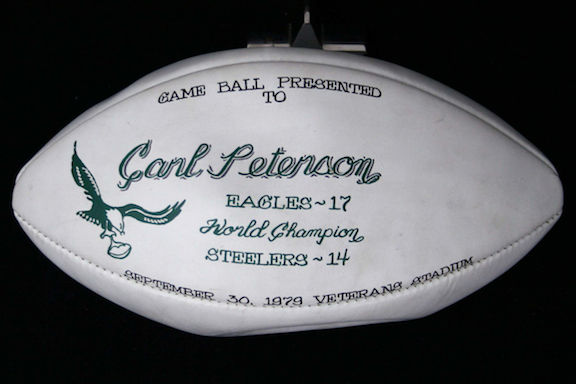 GAME BALL PRESENTED
TO
Carl Peterson
EAGLES~17
World Champion
STEELERS~14
SEPTEMBER 30, 1979 VETERANS STADIUM